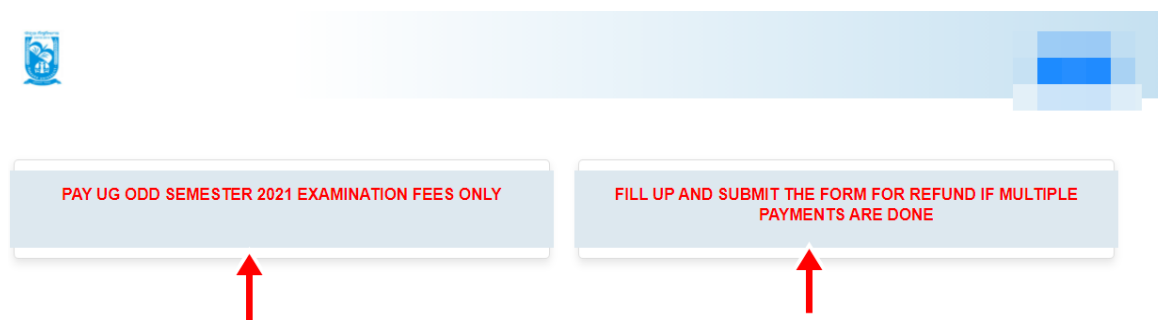 PAY UG ODD SEMESTER 2021 EXAMINATION FEES ONLY
FILL UP AND SUBMIT THE FORM FOR REFUND IF MULTIPLE
PAYMENTS ARE DONE